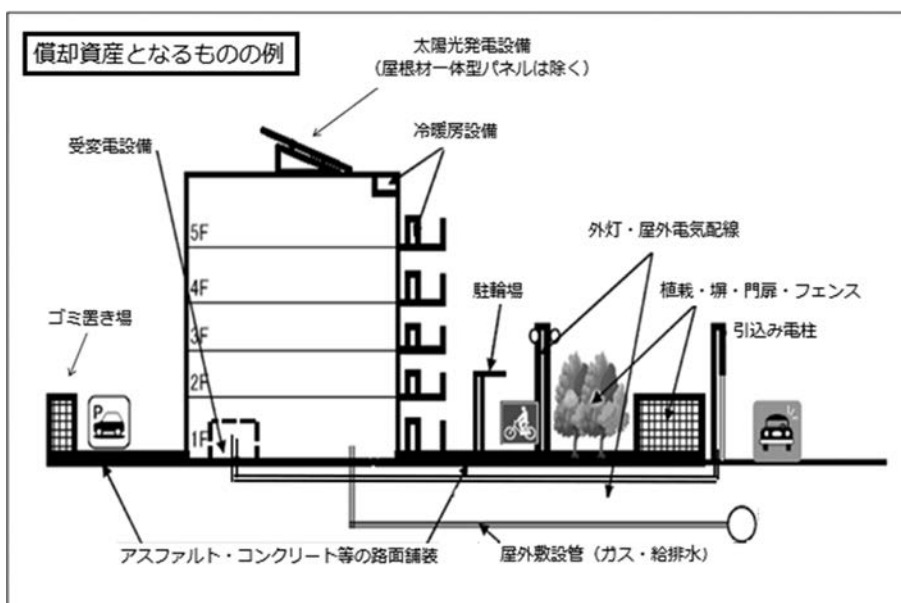 償却資産となるものの例
太陽光発電設備
（屋根材一体型パネルは除く）
冷暖房設備
受変電設備
5F
外灯・屋外電気配線
4F
駐輪場
植栽・塀・門扉・フェンス
ゴミ置き場
3F
引込み電柱
2F
P
1F
アスファルト・コンクリート等の路面舗装
屋外敷設管（ガス・給排水）